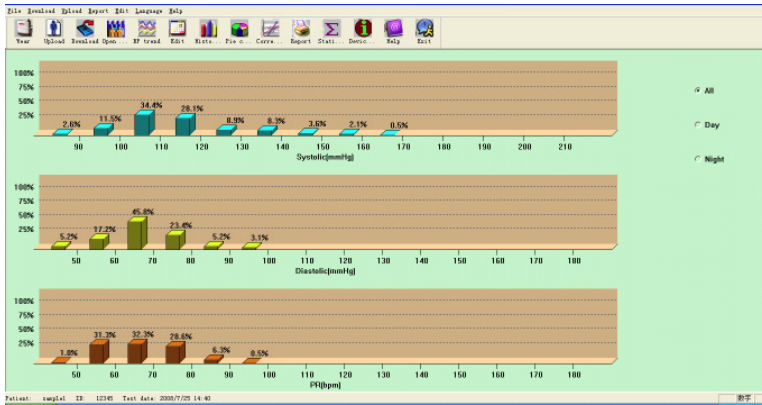 File Download Upload Report Edit Language Help
Wear Upload Download Open ... BP trend Edit Histo... Pie c... Corre... Report Stati... Devic... Help Exit
100%
75%
50%
25%
2.6% 11.5% 34.4% 28.1% 8.9% 8.3% 3.6% 2.1% 0.5%
90 100 110 120 130 140 150 160 170 180 190 200 210
Systolic(mmHg)
All
Day
Night
100%
75%
50%
25%
5.2% 17.2% 45.8% 23.4% 5.2% 3.1%
50 60 70 80 90 100 110 120 130 140 150 160 170 180
Diastolic(mmHg)
100%
75%
50%
25%
1.0% 31.3% 32.3% 28.6% 6.3% 0.5%
50 60 70 80 90 100 110 120 130 140 150 160 170 180
PR(bpm)
Patient: sample1 ID: 12345 Test date: 2008/7/25 14:40 数字